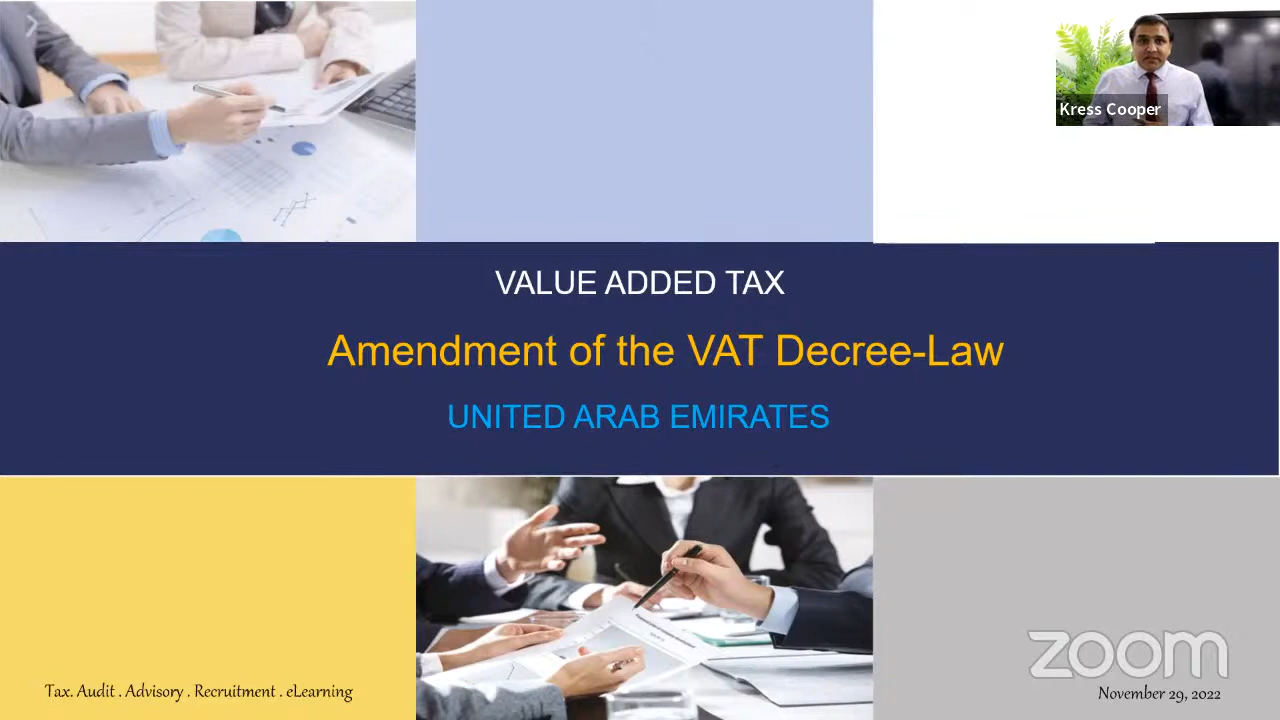 Kress Cooper
VALUE ADDED TAX
Amendment of the VAT Decree-Law
UNITED ARAB EMIRATES
zoom
Tax. Audit . Advisory . Recruitment . eLearning
November 29, 2022